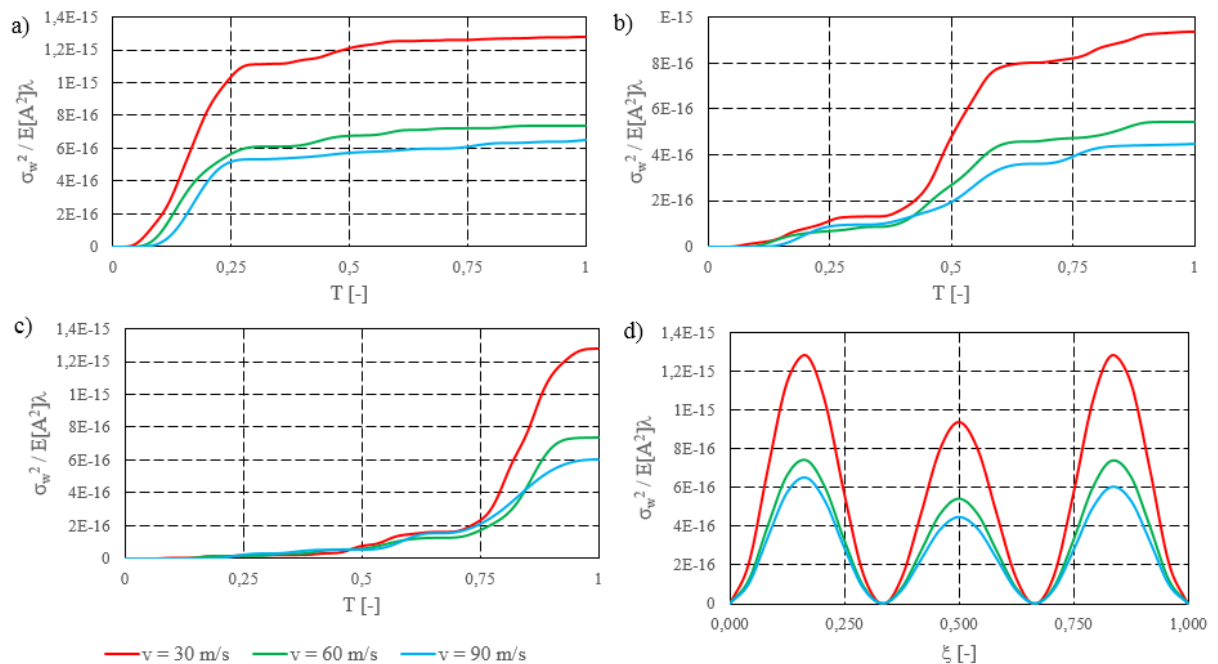 a)
σw² / E[A²]λ
1,4E-15
1,2E-15
1E-15
8E-16
6E-16
4E-16
2E-16
0
0 0,25 0,5 0,75 1
T [-]
b)
σw² / E[A²]λ
E-15
8E-16
6E-16
4E-16
2E-16
0
0 0,25 0,5 0,75 1
T [-]
c)
σw² / E[A²]λ
1,4E-15
1,2E-15
1E-15
8E-16
6E-16
4E-16
2E-16
0
0 0,25 0,5 0,75 1
T [-]
d)
σw² / E[A²]λ
1,4E-15
1,2E-15
1E-15
8E-16
6E-16
4E-16
2E-16
0
0,000 0,250 0,500 0,750 1,000
ξ [-]
v = 30 m/s v = 60 m/s v = 90 m/s